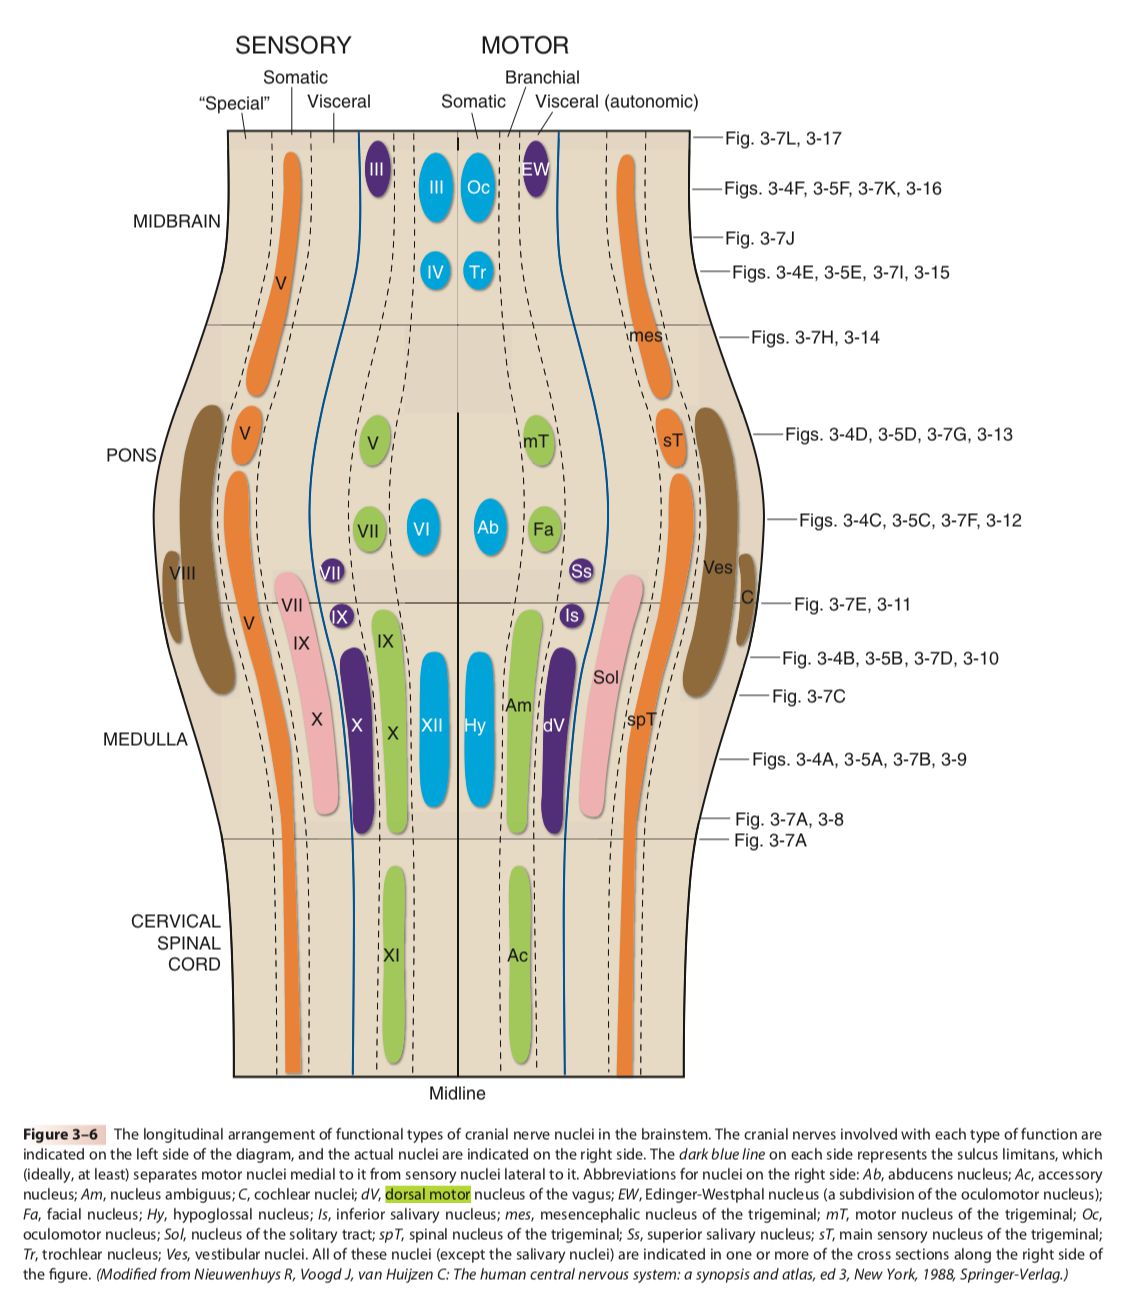 SENSORY MOTOR
Somatic Branchial
“Special” Visceral Somatic Visceral (autonomic)
Fig. 3-7L, 3-17
III EW
III Oc
Figs. 3-4F, 3-5F, 3-7K, 3-16
MIDBRAIN
Fig. 3-7J
IV Tr
Figs. 3-4E, 3-5E, 3-7I, 3-15
V
mes
Figs. 3-7H, 3-14
V V mT sT
Figs. 3-4D, 3-5D, 3-7G, 3-13
PONS
VII VI Ab Fa
Figs. 3-4C, 3-5C, 3-7F, 3-12
VIII VII Ss Ves
C
VII
Fig. 3-7E, 3-11
V IX Is
IX IX
Figs. 3-4B, 3-5B, 3-7D, 3-10
Sol
Fig. 3-7C
Am
X X X XII Hy dV spT
MEDULLA
Figs. 3-4A, 3-5A, 3-7B, 3-9
Fig. 3-7A, 3-8
Fig. 3-7A
CERVICAL
SPINAL
CORD
XI Ac
Midline
Figure 3–6 The longitudinal arrangement of functional types of cranial nerve nuclei in the brainstem. The cranial nerves involved with each type of function are
indicated on the left side of the diagram, and the actual nuclei are indicated on the right side. The dark blue line on each side represents the sulcus limitans, which
(ideally, at least) separates motor nuclei medial to it from sensory nuclei lateral to it. Abbreviations for nuclei on the right side: Ab, abducens nucleus; Ac, accessory
nucleus; Am, nucleus ambiguus; C, cochlear nuclei; dV, dorsal motor nucleus of the vagus; EW, Edinger-Westphal nucleus (a subdivision of the oculomotor nucleus);
Fa, facial nucleus; Hy, hypoglossal nucleus; Is, inferior salivary nucleus; mes, mesencephalic nucleus of the trigeminal; mT, motor nucleus of the trigeminal; Oc,
oculomotor nucleus; Sol, nucleus of the solitary tract; spT, spinal nucleus of the trigeminal; Ss, superior salivary nucleus; sT, main sensory nucleus of the trigeminal;
Tr, trochlear nucleus; Ves, vestibular nuclei. All of these nuclei (except the salivary nuclei) are indicated in one or more of the cross sections along the right side of
the figure. (Modified from Nieuwenhuys R, Voogd J, van Huijzen C: The human central nervous system: a synopsis and atlas, ed 3, New York, 1988, Springer-Verlag.)